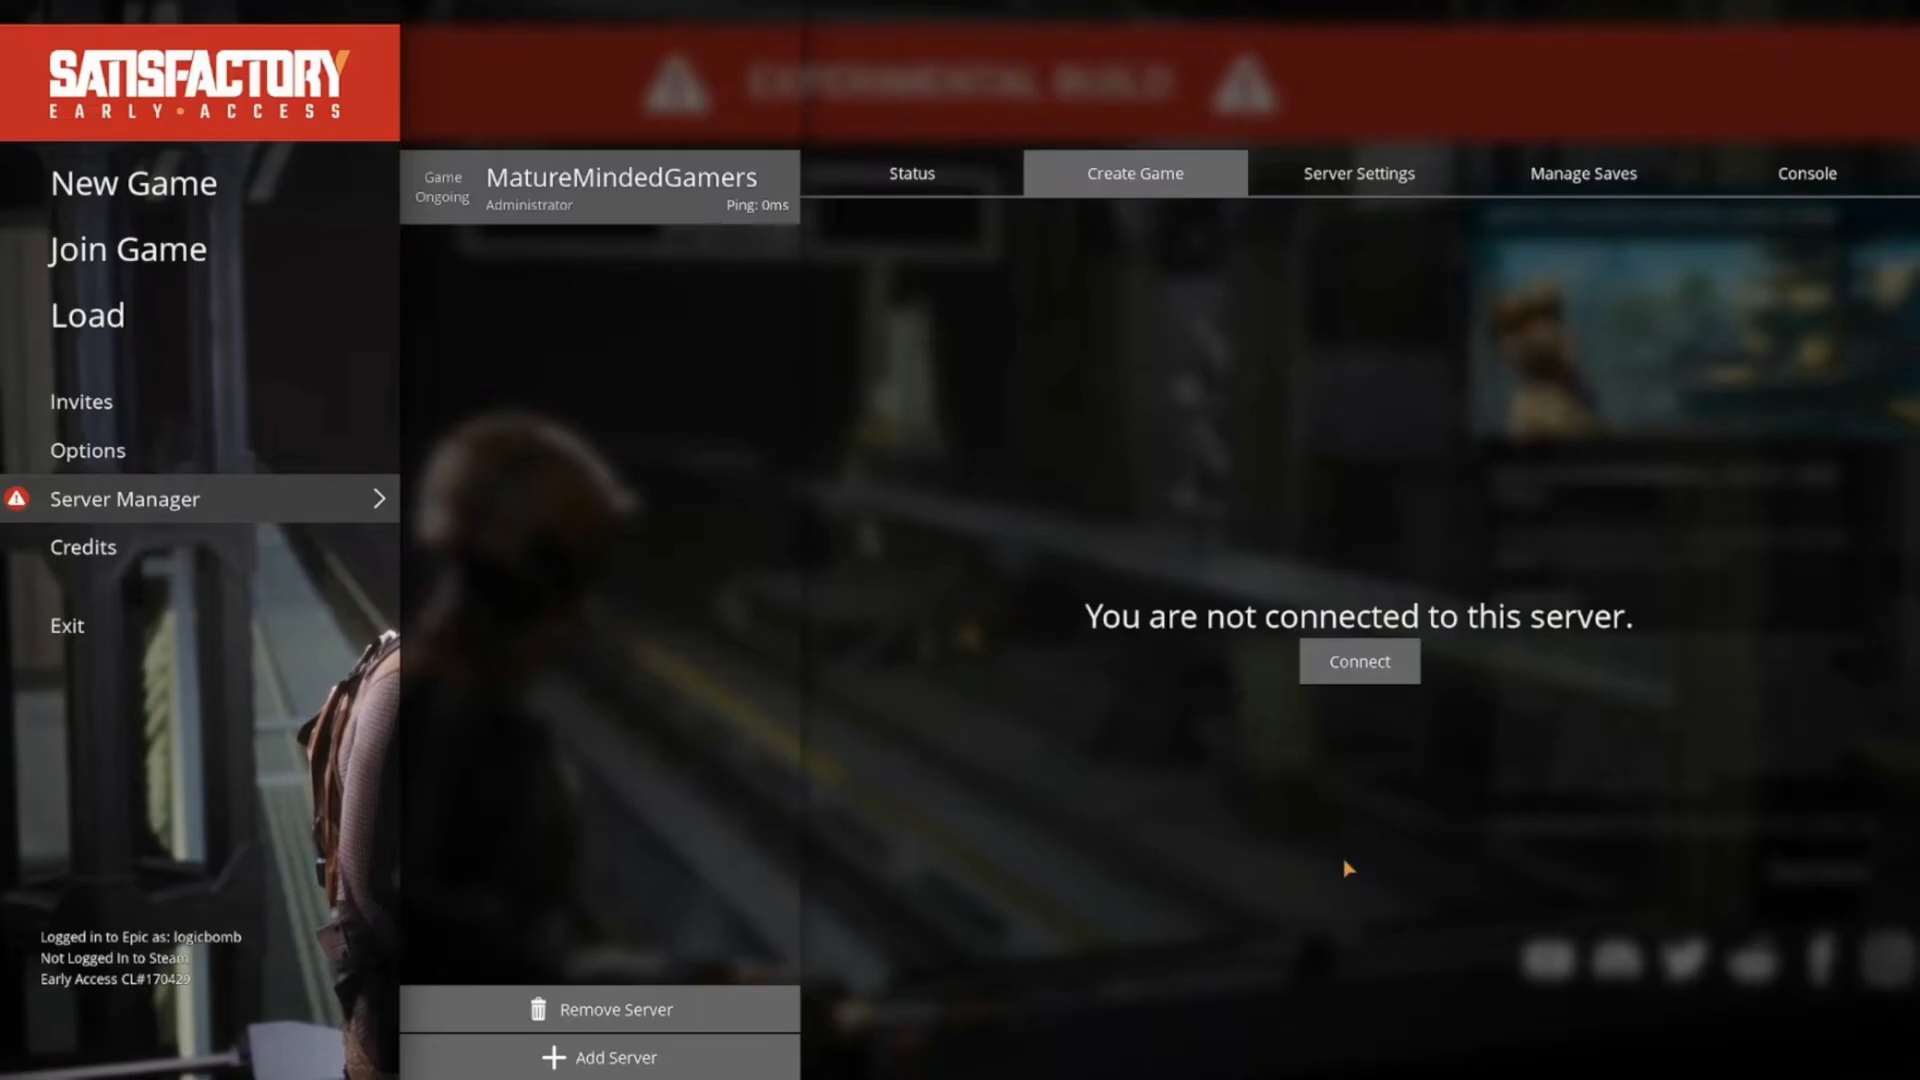 SATISFACTORY
EARLY ACCESS
EXPERIMENTAL BUILD
New Game
Join Game
Load
Invites
Options
Server Manager
Credits
Exit
Logged in to Epic as: logicbomb
Not Logged In to Steam
Early Access CL#170429
Game
Ongoing
MatureMindedGamers
Administrator
Ping: 0ms
Remove Server
Add Server
Status
Create Game
Server Settings
Manage Saves
Console
You are not connected to this server.
Connect